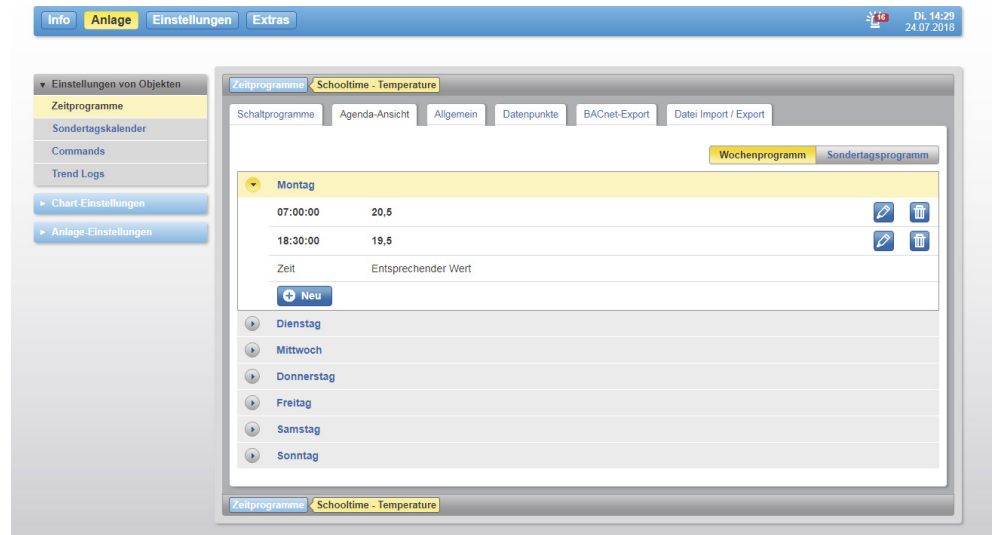 Info Anlage Einstellungen Extras 16 Di. 14:29
24.07.2018
Einstellungen von Objekten
Zeitprogramme
Sondertagskalender
Commands
Trend Logs
Chart-Einstellungen
Anlage-Einstellungen
Zeitprogramme Schooltime - Temperature
Schaltprogramme Agenda-Ansicht Allgemein Datenpunkte BACnet-Export Datei Import / Export
Wochenprogramm Sondertagsprogramm
Montag
07:00:00 20,5
18:30:00 19,5
Zeit Entsprechender Wert
Neu
Dienstag
Mittwoch
Donnerstag
Freitag
Samstag
Sonntag
Zeitprogramme Schooltime - Temperature